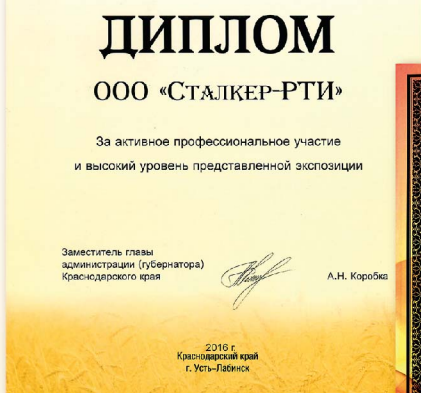 ДИПЛОМ
ООО «Сталкер-РТИ»
За активное профессиональное участие
и высокий уровень представленной экспозиции
Заместитель главы
администрации (губернатора)
Краснодарского края
А.Н. Коробка
2016 г.
Краснодарский край
г. Усть-Лабинск